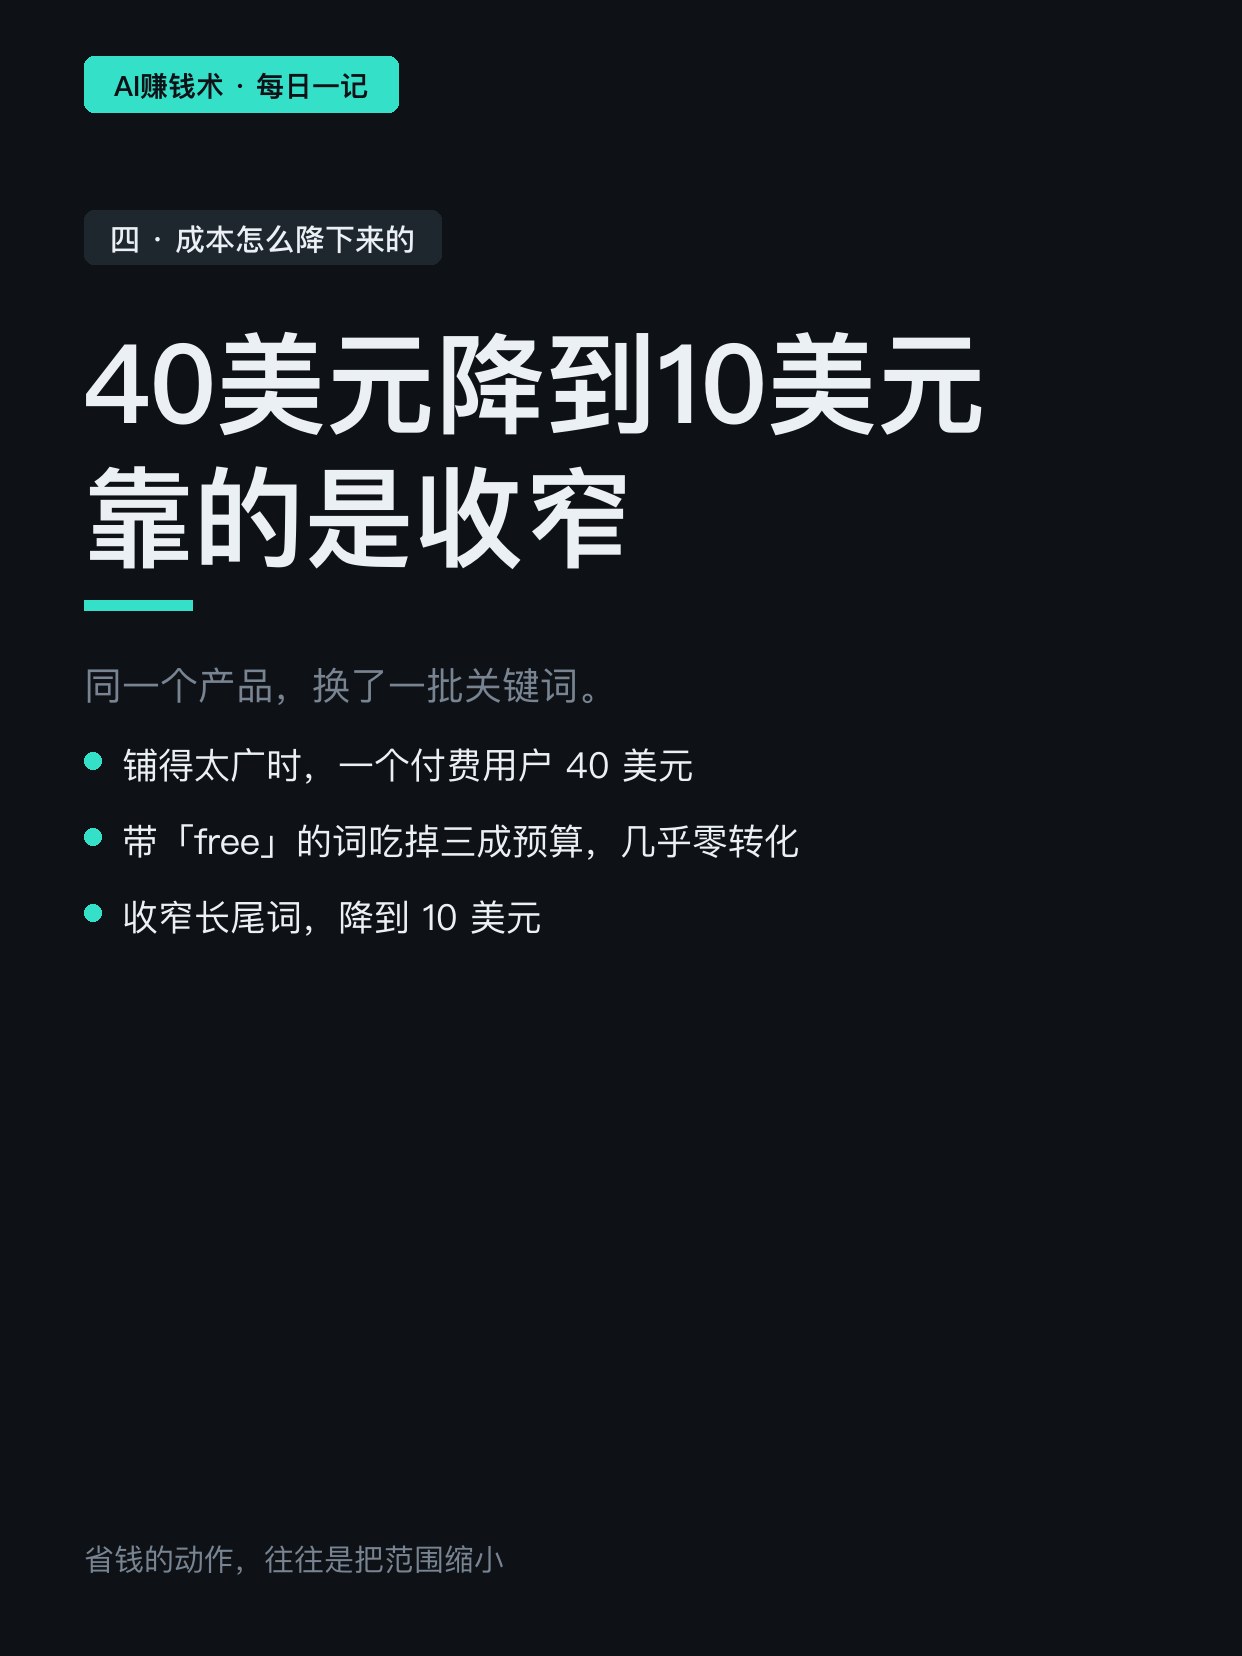 AI赚钱术 · 每日一记
四 · 成本怎么降下来的
40美元降到10美元
靠的是收窄
同一个产品，换了一批关键词。
铺得太广时，一个付费用户 40 美元
带「free」的词吃掉三成预算，几乎零转化
收窄长尾词，降到 10 美元
省钱的动作，往往是把范围缩小